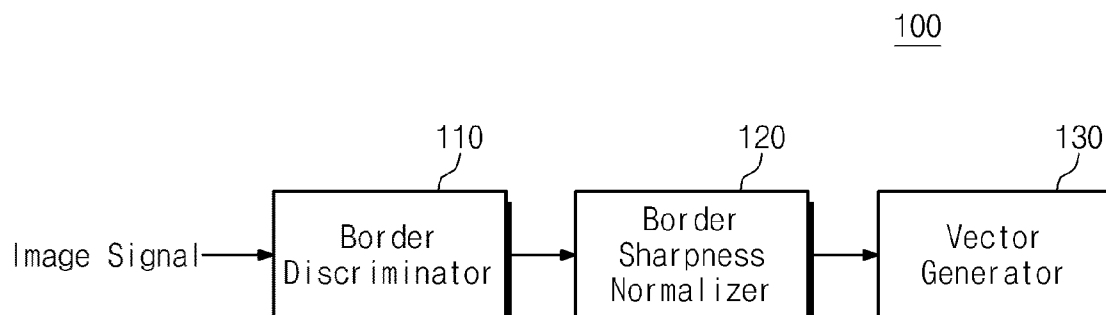 100
110
120
130
Image Signal
Border
Discriminator
Border
Sharpness
Normalizer
Vector
Generator